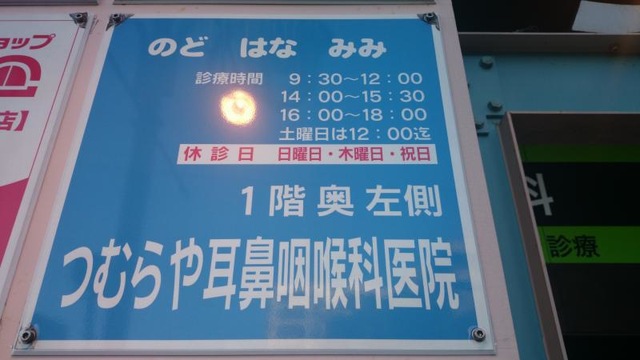 のど はな みみ
診療時間 9:30～12:00
14:00～15:30
16:00～18:00
土曜日は12:00迄
休診日 日曜日・木曜日・祝日
1階奥左側
つむらや耳鼻咽喉科医院
ョップ
店】
科
診療